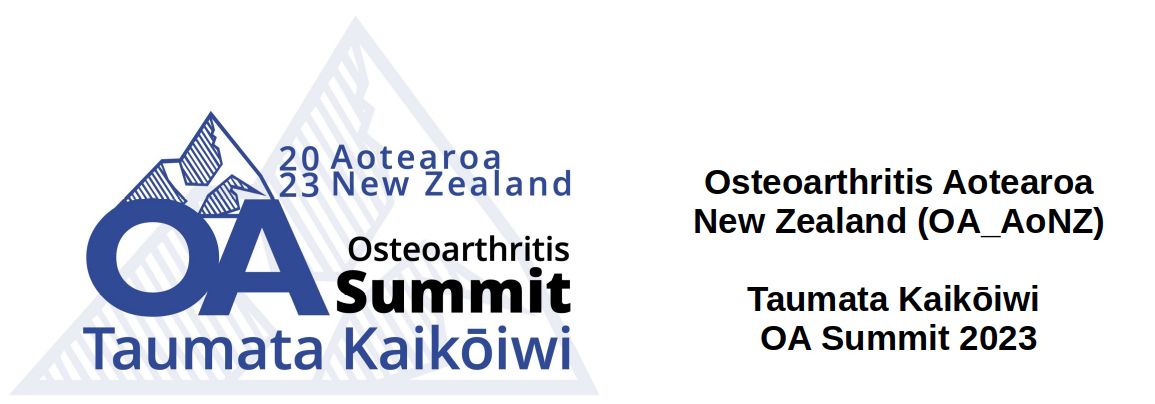 20 Aotearoa
23 New Zealand
OA
Osteoarthritis
Summit
Taumata Kaikōiwi
Osteoarthritis Aotearoa
New Zealand (OA_AoNZ)
Taumata Kaikōiwi
OA Summit 2023